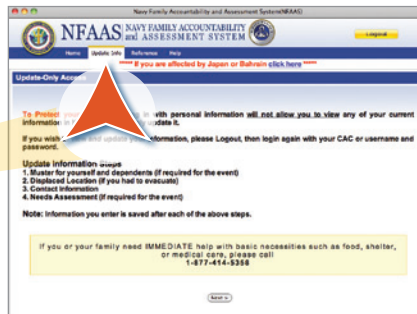 Navy Family Accountability and Assessment System(NFAAS)
NFAAS NAVY FAMILY ACCOUNTABILITY
and ASSESSMENT SYSTEM
Logout
Home Update Info Reference Help
***** If you are affected by Japan or Bahrain click here *****
Update-Only Access
To Protect your with personal information will not allow you to view any of your current
information in update it.
If you wish update your information, please Logout, then login again with your CAC or username and
password.
Update Information Steps
1. Muster for yourself and dependents (if required for the event)
2. Displaced Location (if you had to evacuate)
3. Contact Information
4. Needs Assessment (if required for the event)
Note: Information you enter is saved after each of the above steps.
If you or your family need IMMEDIATE help with basic necessities such as food, shelter,
or medical care, please call
1-877-414-5358
Next >